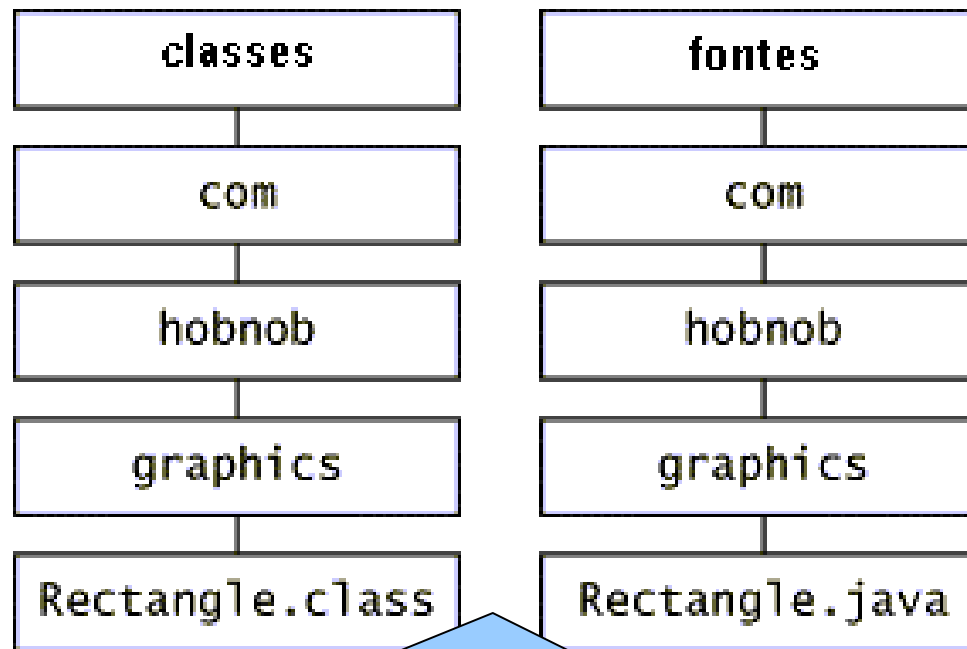 classes
com
hobnob
graphics
Rectangle.class
fontes
com
hobnob
graphics
Rectangle.java